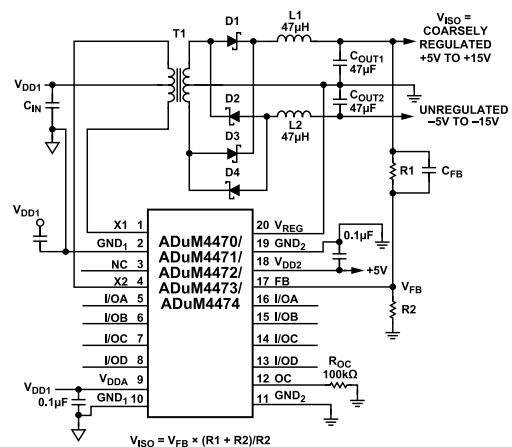 T1
D1
L1
47µH
V_ISO =
COARSELY
REGULATED
+5V TO +15V
C_OUT1
47µF
V_DD1
C_IN
C_OUT2
47µF
D2
L2
47µH
UNREGULATED
–5V TO –15V
D3
D4
R1
C_FB
V_DD1
X1 1
GND_1 2
NC 3
X2 4
I/OA 5
I/OB 6
I/OC 7
I/OD 8
V_DDA 9
GND_1 10
ADuM4470/
ADuM4471/
ADuM4472/
ADuM4473/
ADuM4474
20 V_REG
19 GND_2
18 V_DD2
17 FB
16 I/OA
15 I/OB
14 I/OC
13 I/OD
12 OC
11 GND_2
0.1µF
+5V
V_FB
R2
R_OC
100kΩ
V_DD1
0.1µF
V_ISO = V_FB × (R1 + R2)/R2